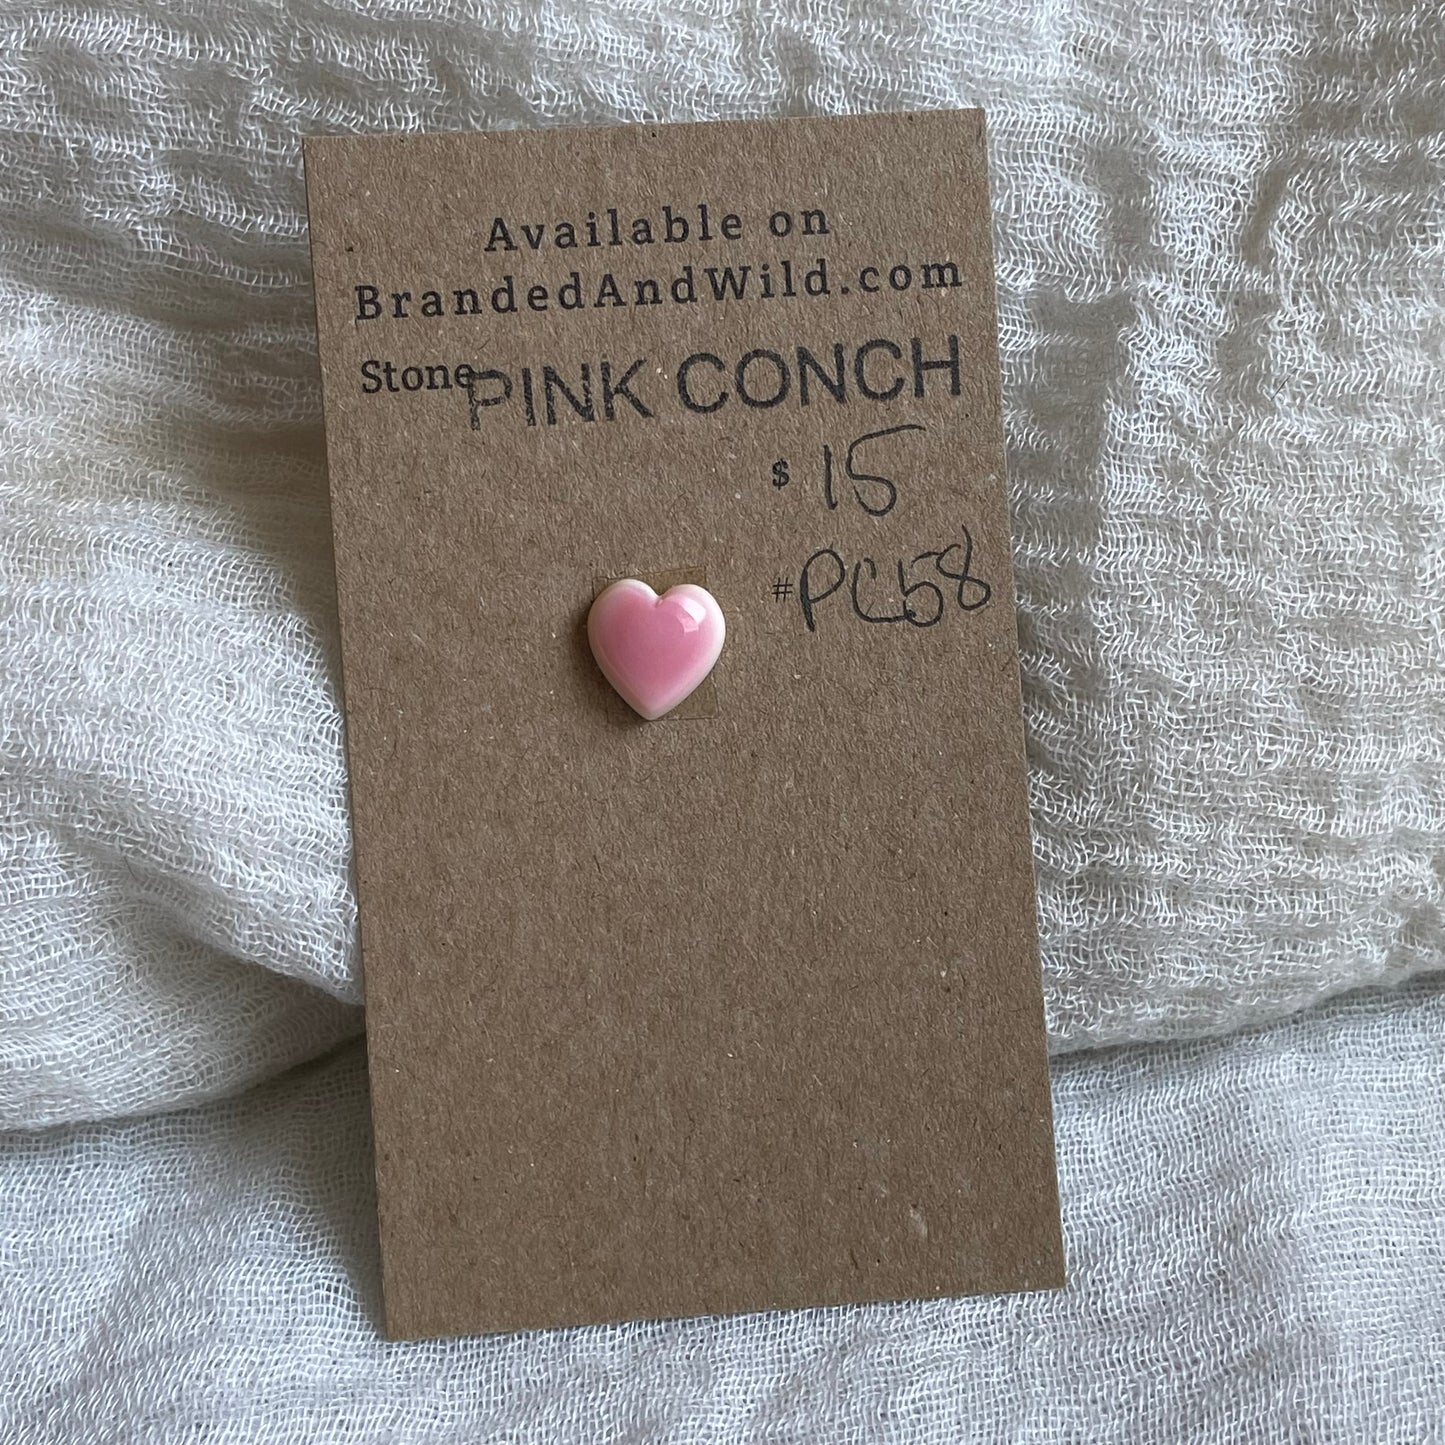 Available on
BrandedAndWild.com
Stone PINK CONCH
$ 15
# PC58